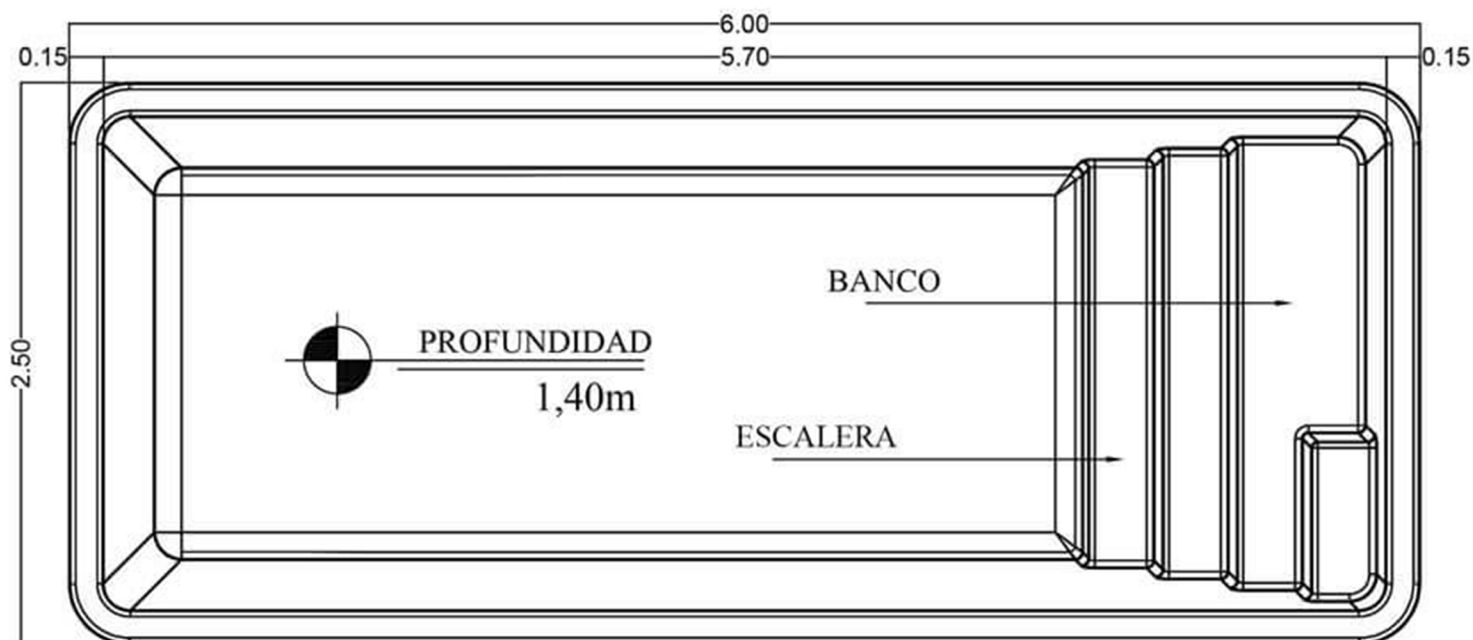 6.00
0.15
5.70
0.15
BANCO
PROFUNDIDAD
2.50
1,40m
ESCALERA